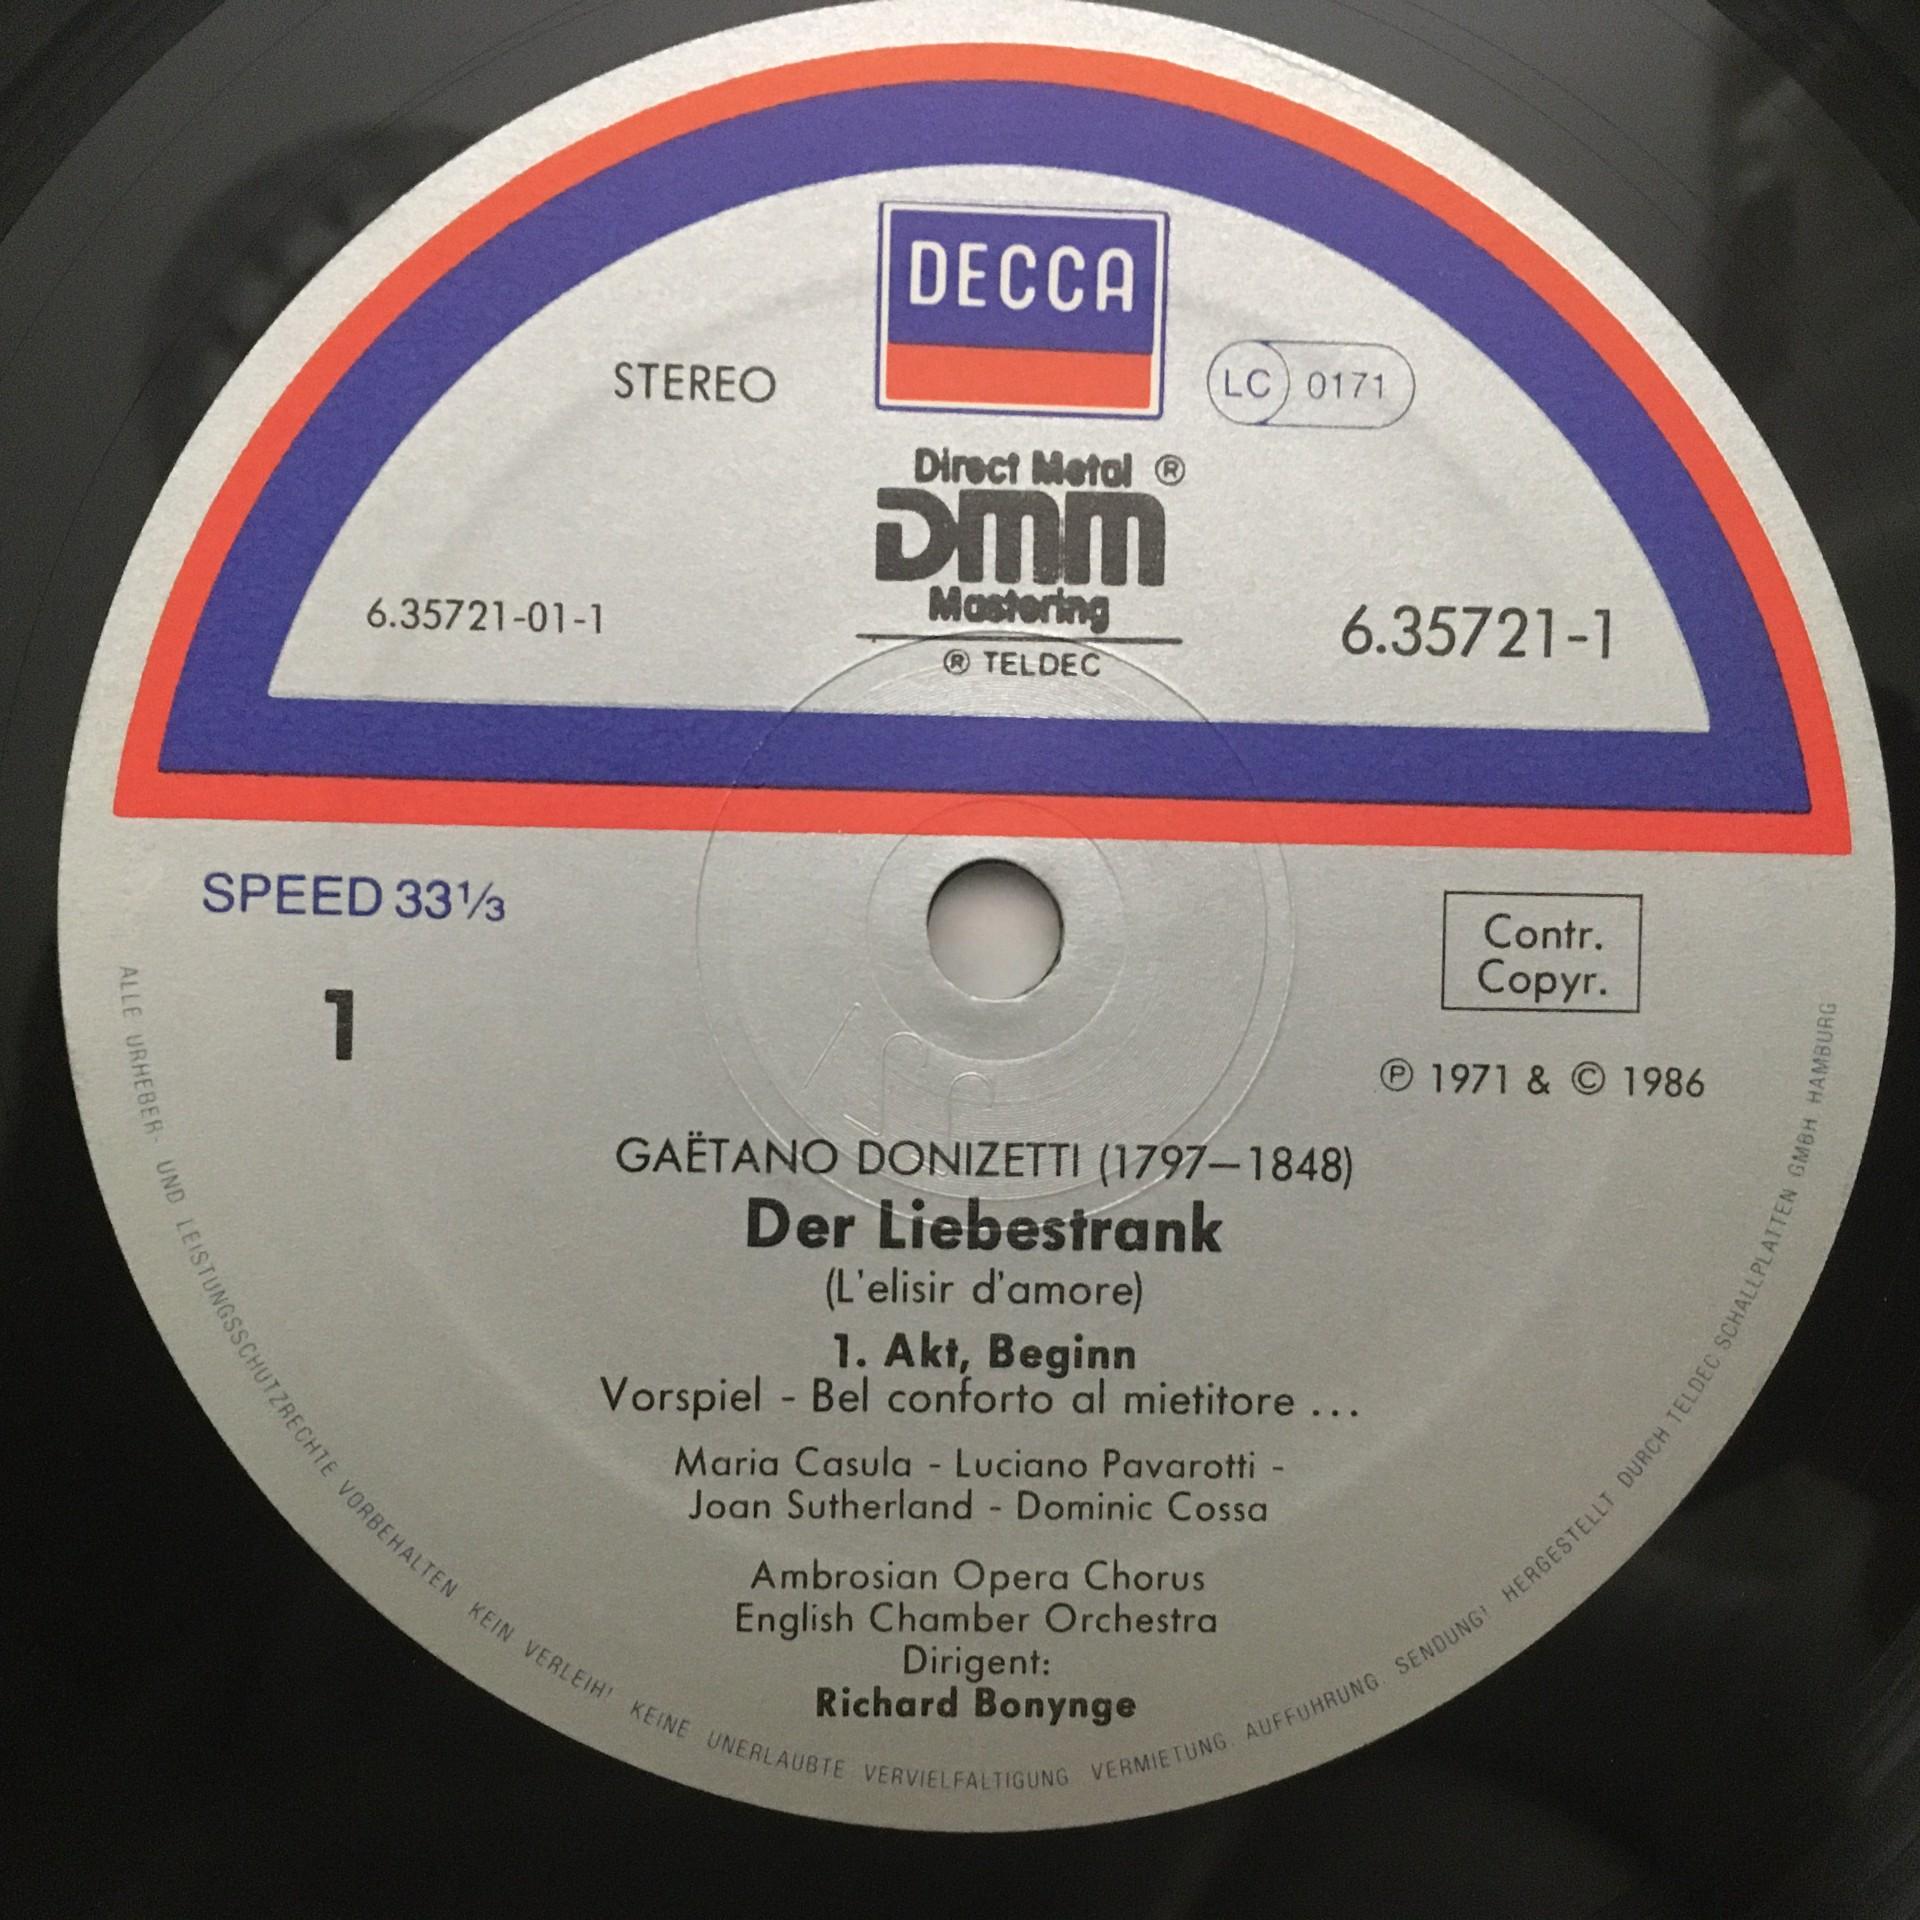 DECCA
STEREO
LC 0171
Direct Metal ®
DMM
Mastering
6.35721-01-1
6.35721-1
® TELDEC
SPEED 33⅓
1
Contr.
Copyr.
℗ 1971 & © 1986
GAËTANO DONIZETTI (1797–1848)
Der Liebestrank
(L'elisir d'amore)
1. Akt, Beginn
Vorspiel - Bel conforto al mietitore ...
Maria Casula - Luciano Pavarotti -
Joan Sutherland - Dominic Cossa
Ambrosian Opera Chorus
English Chamber Orchestra
Dirigent:
Richard Bonynge
ALLE URHEBER- UND LEISTUNGSSCHUTZRECHTE VORBEHALTEN KEIN VERLEIH! KEINE UNERLAUBTE VERVIELFALTIGUNG VERMIETUNG. AUFFUHRUNG. SENDUNG! HERGESTELLT DURCH TELDEC SCHALLPLATTEN GMBH HAMBURG